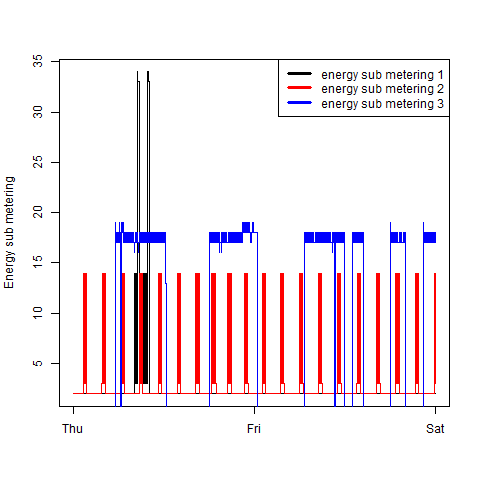 energy sub metering 1
energy sub metering 2
energy sub metering 3
Energy sub metering
35
30
25
20
15
10
5
Thu Fri Sat